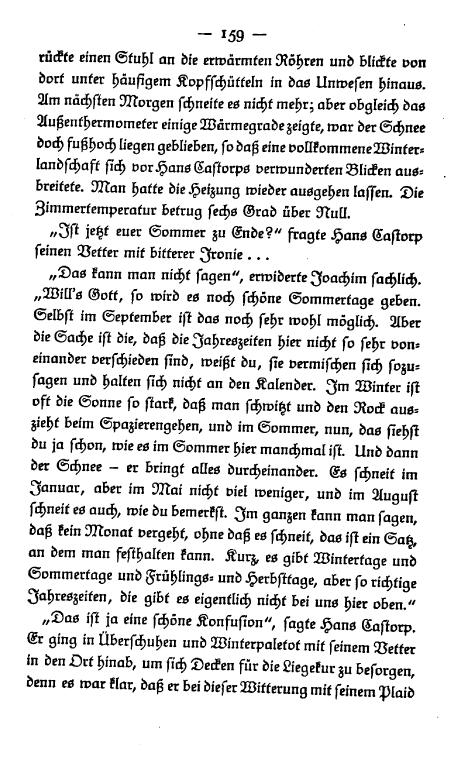 — 159 —
rückte einen Stuhl an die erwärmten Röhren und blickte von
dort unter häufigem Kopfschütteln in das Unwesen hinaus.
Am nächsten Morgen schneite es nicht mehr; aber obgleich das
Außenthermometer einige Wärmegrade zeigte, war der Schnee
doch fußhoch liegen geblieben, so daß eine vollkommene Winter-
landschaft sich vor Hans Castorps verwunderten Blicken aus-
breitete. Man hatte die Heizung wieder ausgehen lassen. Die
Zimmertemperatur betrug sechs Grad über Null.
„Ist jetzt euer Sommer zu Ende?“ fragte Hans Castorp
seinen Vetter mit bitterer Ironie ...
„Das kann man nicht sagen“, erwiderte Joachim sachlich.
„Will's Gott, so wird es noch schöne Sommertage geben.
Selbst im September ist das noch sehr wohl möglich. Aber
die Sache ist die, daß die Jahreszeiten hier nicht so sehr von-
einander verschieden sind, weißt du, sie vermischen sich sozu-
sagen und halten sich nicht an den Kalender. Im Winter ist
oft die Sonne so stark, daß man schwitzt und den Rock aus-
zieht beim Spazierengehen, und im Sommer, nun, das siehst
du ja schon, wie es im Sommer hier manchmal ist. Und dann
der Schnee – er bringt alles durcheinander. Es schneit im
Januar, aber im Mai nicht viel weniger, und im August
schneit es auch, wie du bemerkst. Im ganzen kann man sagen,
daß kein Monat vergeht, ohne daß es schneit, das ist ein Satz,
an dem man festhalten kann. Kurz, es gibt Wintertage und
Sommertage und Frühlings- und Herbsttage, aber so richtige
Jahreszeiten, die gibt es eigentlich nicht bei uns hier oben.“
„Das ist ja eine schöne Konfusion“, sagte Hans Castorp.
Er ging in Überschuhen und Winterpaletot mit seinem Vetter
in den Ort hinab, um sich Decken für die Liegekur zu besorgen,
denn es war klar, daß er bei dieser Witterung mit seinem Plaid